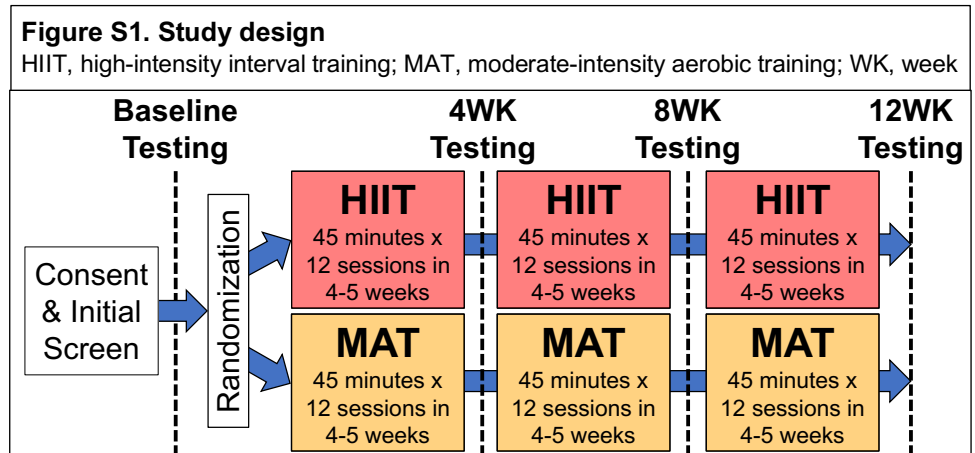 Figure S1. Study design
HIIT, high-intensity interval training; MAT, moderate-intensity aerobic training; WK, week
Baseline
Testing
4WK
Testing
8WK
Testing
12WK
Testing
Consent
& Initial
Screen
Randomization
HIIT
45 minutes x
12 sessions in
4-5 weeks
HIIT
45 minutes x
12 sessions in
4-5 weeks
HIIT
45 minutes x
12 sessions in
4-5 weeks
MAT
45 minutes x
12 sessions in
4-5 weeks
MAT
45 minutes x
12 sessions in
4-5 weeks
MAT
45 minutes x
12 sessions in
4-5 weeks